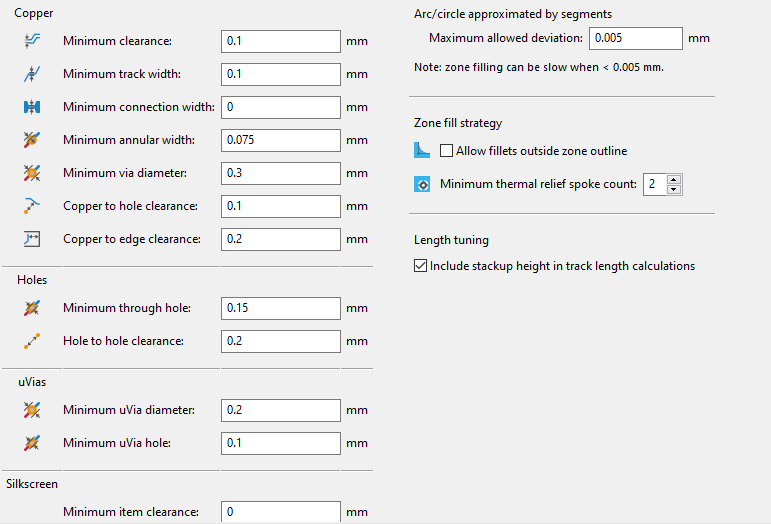 Copper
Minimum clearance: 0.1 mm
Minimum track width: 0.1 mm
Minimum connection width: 0 mm
Minimum annular width: 0.075 mm
Minimum via diameter: 0.3 mm
Copper to hole clearance: 0.1 mm
Copper to edge clearance: 0.2 mm
Holes
Minimum through hole: 0.15 mm
Hole to hole clearance: 0.2 mm
uVias
Minimum uVia diameter: 0.2 mm
Minimum uVia hole: 0.1 mm
Silkscreen
Minimum item clearance: 0 mm
Arc/circle approximated by segments
Maximum allowed deviation: 0.005 mm
Note: zone filling can be slow when < 0.005 mm.
Zone fill strategy
Allow fillets outside zone outline
Minimum thermal relief spoke count: 2
Length tuning
Include stackup height in track length calculations